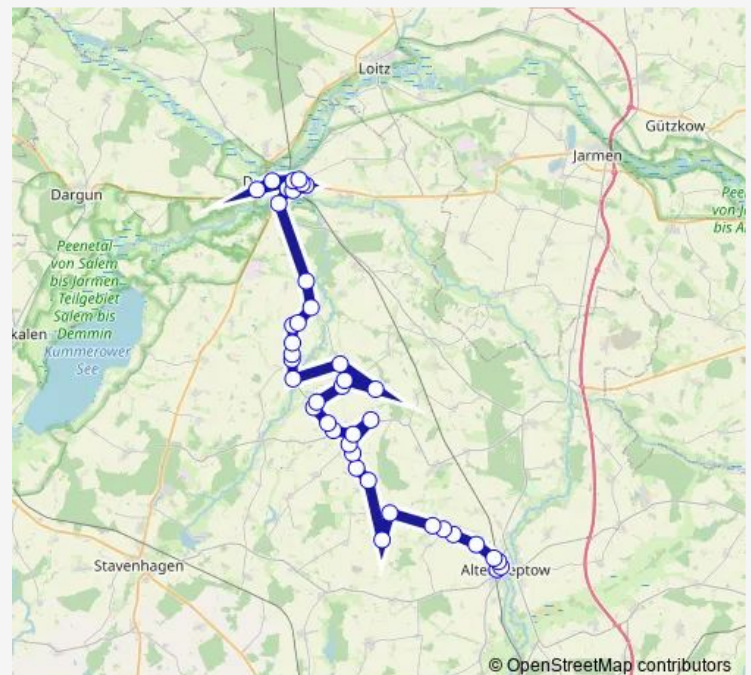 Loitz
Gützkow
Jarmen
Dargun
Peenetal
von Salem
bis Jarmen
Teilgebiet
Salem bis
Demmin
Kummerower
See
Stavenhagen
© OpenStreetMap contributors